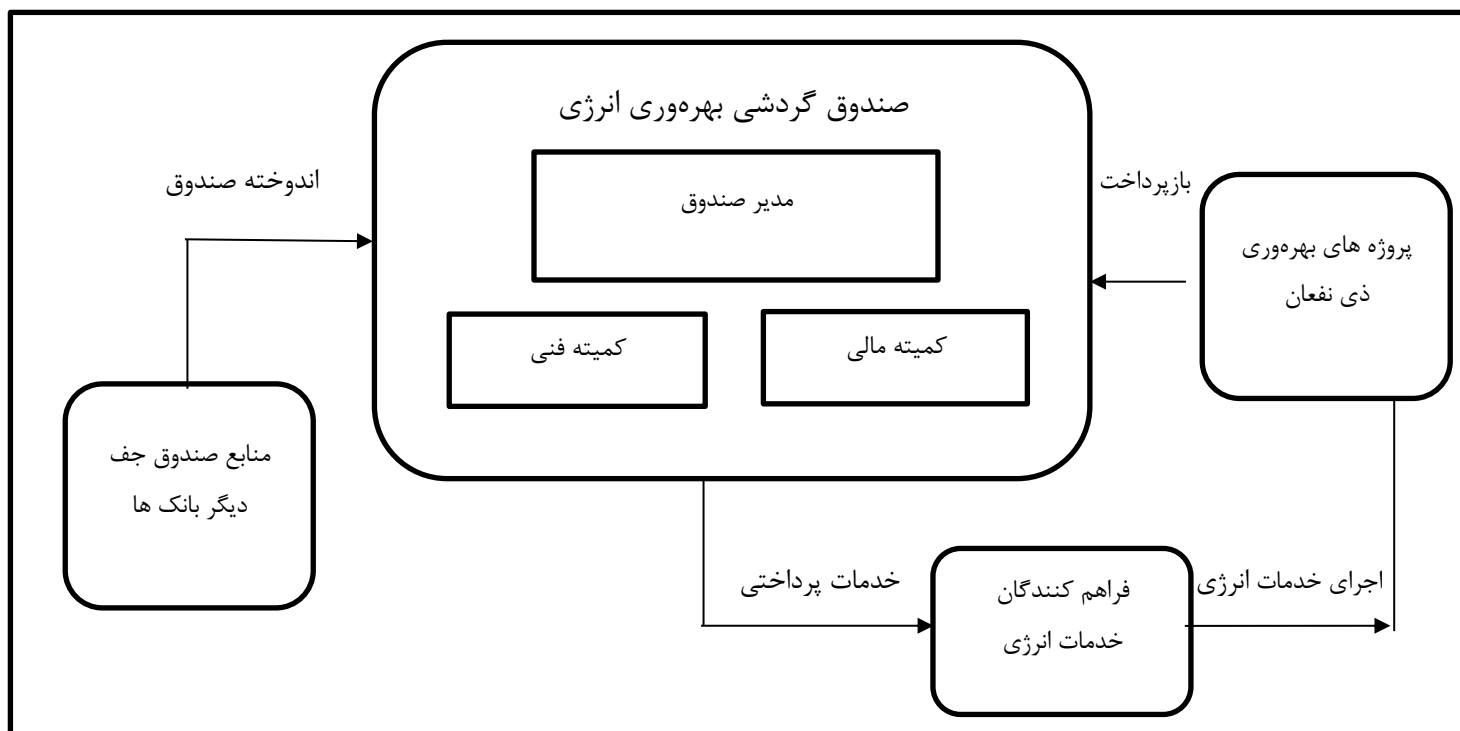 صندوق گردشی بهره‌وری انرژی
مدیر صندوق
کمیته مالی
کمیته فنی
بازپرداخت
پروژه های بهره‌وری
ذی نفعان
اندوخته صندوق
منابع صندوق جف
دیگر بانک ها
خدمات پرداختی
فراهم کنندگان
خدمات انرژی
اجرای خدمات انرژی